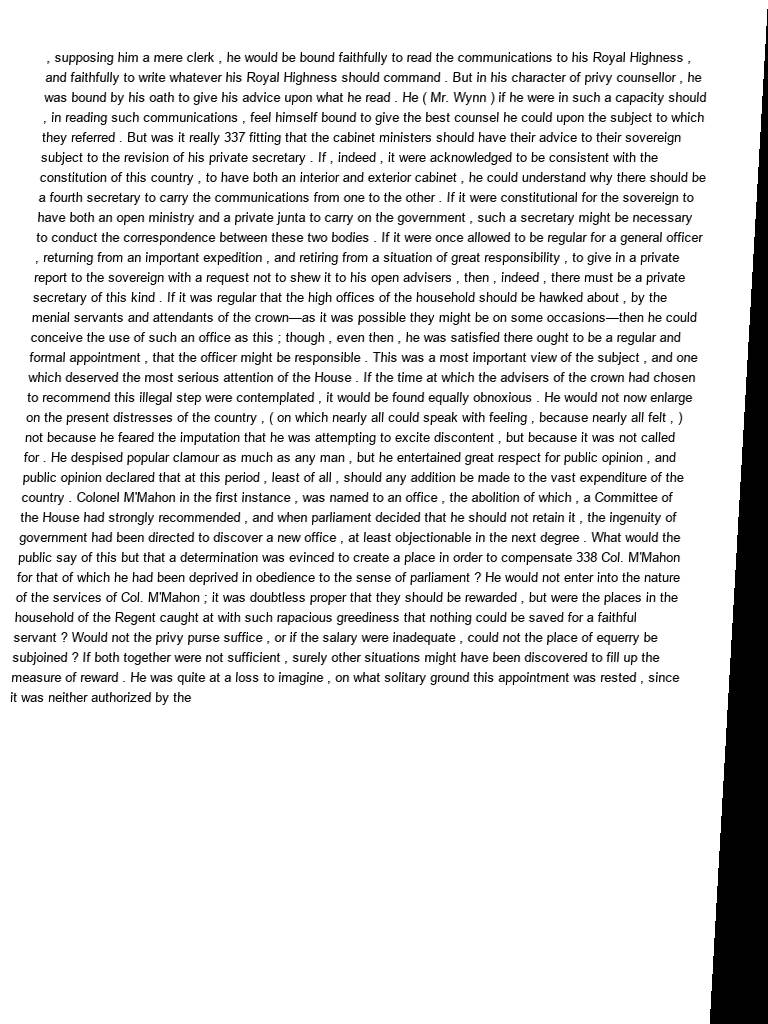 , supposing him a mere clerk , he would be bound faithfully to read the communications to his Royal Highness ,
and faithfully to write whatever his Royal Highness should command . But in his character of privy counsellor , he
was bound by his oath to give his advice upon what he read . He ( Mr. Wynn ) if he were in such a capacity should
, in reading such communications , feel himself bound to give the best counsel he could upon the subject to which
they referred . But was it really 337 fitting that the cabinet ministers should have their advice to their sovereign
subject to the revision of his private secretary . If , indeed , it were acknowledged to be consistent with the
constitution of this country , to have both an interior and exterior cabinet , he could understand why there should be
a fourth secretary to carry the communications from one to the other . If it were constitutional for the sovereign to
have both an open ministry and a private junta to carry on the government , such a secretary might be necessary
to conduct the correspondence between these two bodies . If it were once allowed to be regular for a general officer
, returning from an important expedition , and retiring from a situation of great responsibility , to give in a private
report to the sovereign with a request not to shew it to his open advisers , then , indeed , there must be a private
secretary of this kind . If it was regular that the high offices of the household should be hawked about , by the
menial servants and attendants of the crown—as it was possible they might be on some occasions—then he could
conceive the use of such an office as this ; though , even then , he was satisfied there ought to be a regular and
formal appointment , that the officer might be responsible . This was a most important view of the subject , and one
which deserved the most serious attention of the House . If the time at which the advisers of the crown had chosen
to recommend this illegal step were contemplated , it would be found equally obnoxious . He would not now enlarge
on the present distresses of the country , ( on which nearly all could speak with feeling , because nearly all felt , )
not because he feared the imputation that he was attempting to excite discontent , but because it was not called
for . He despised popular clamour as much as any man , but he entertained great respect for public opinion , and
public opinion declared that at this period , least of all , should any addition be made to the vast expenditure of the
country . Colonel M'Mahon in the first instance , was named to an office , the abolition of which , a Committee of
the House had strongly recommended , and when parliament decided that he should not retain it , the ingenuity of
government had been directed to discover a new office , at least objectionable in the next degree . What would the
public say of this but that a determination was evinced to create a place in order to compensate 338 Col. M'Mahon
for that of which he had been deprived in obedience to the sense of parliament ? He would not enter into the nature
of the services of Col. M'Mahon ; it was doubtless proper that they should be rewarded , but were the places in the
household of the Regent caught at with such rapacious greediness that nothing could be saved for a faithful
servant ? Would not the privy purse suffice , or if the salary were inadequate , could not the place of equerry be
subjoined ? If both together were not sufficient , surely other situations might have been discovered to fill up the
measure of reward . He was quite at a loss to imagine , on what solitary ground this appointment was rested , since
it was neither authorized by the